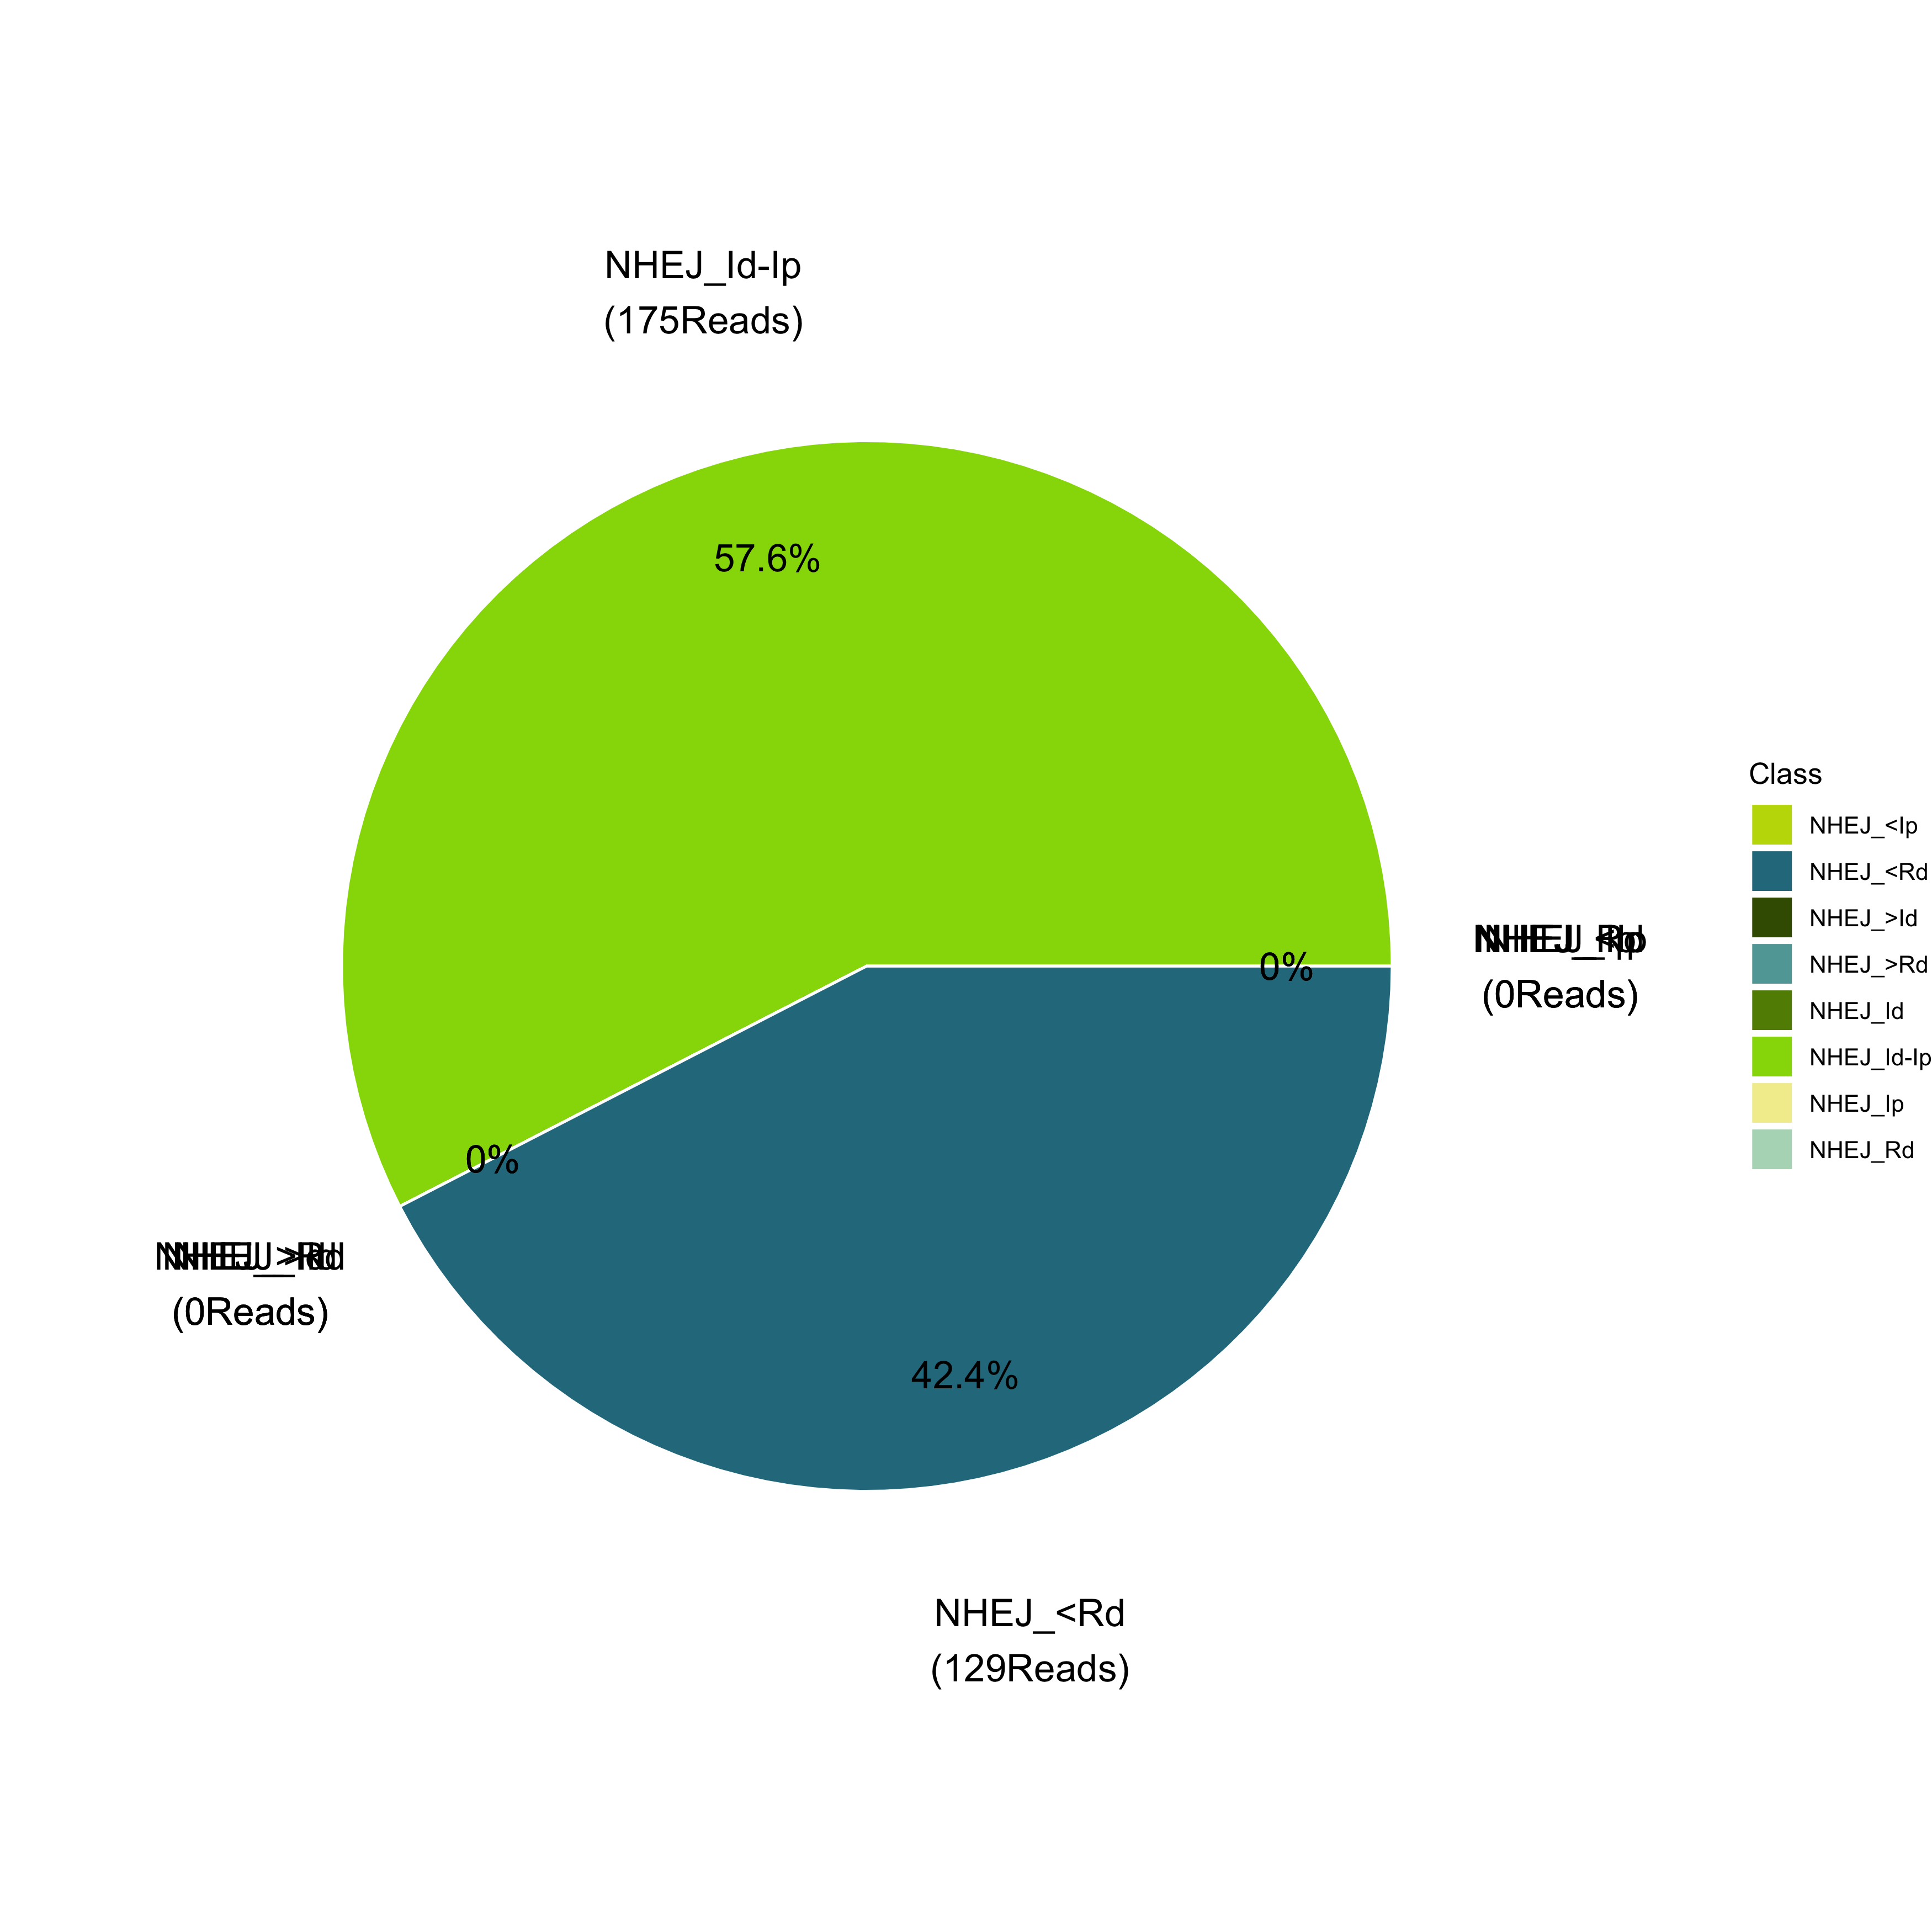 NHEJ_Id-Ip
(175Reads)
57.6%
Class
NHEJ_<Ip
NHEJ_<Rd
NHEJ_>Id
NHEJ_>Rd
NHEJ_Id
NHEJ_Id-Ip
NHEJ_Ip
NHEJ_Rd
0%
(0Reads)
0%
(0Reads)
42.4%
NHEJ_<Rd
(129Reads)